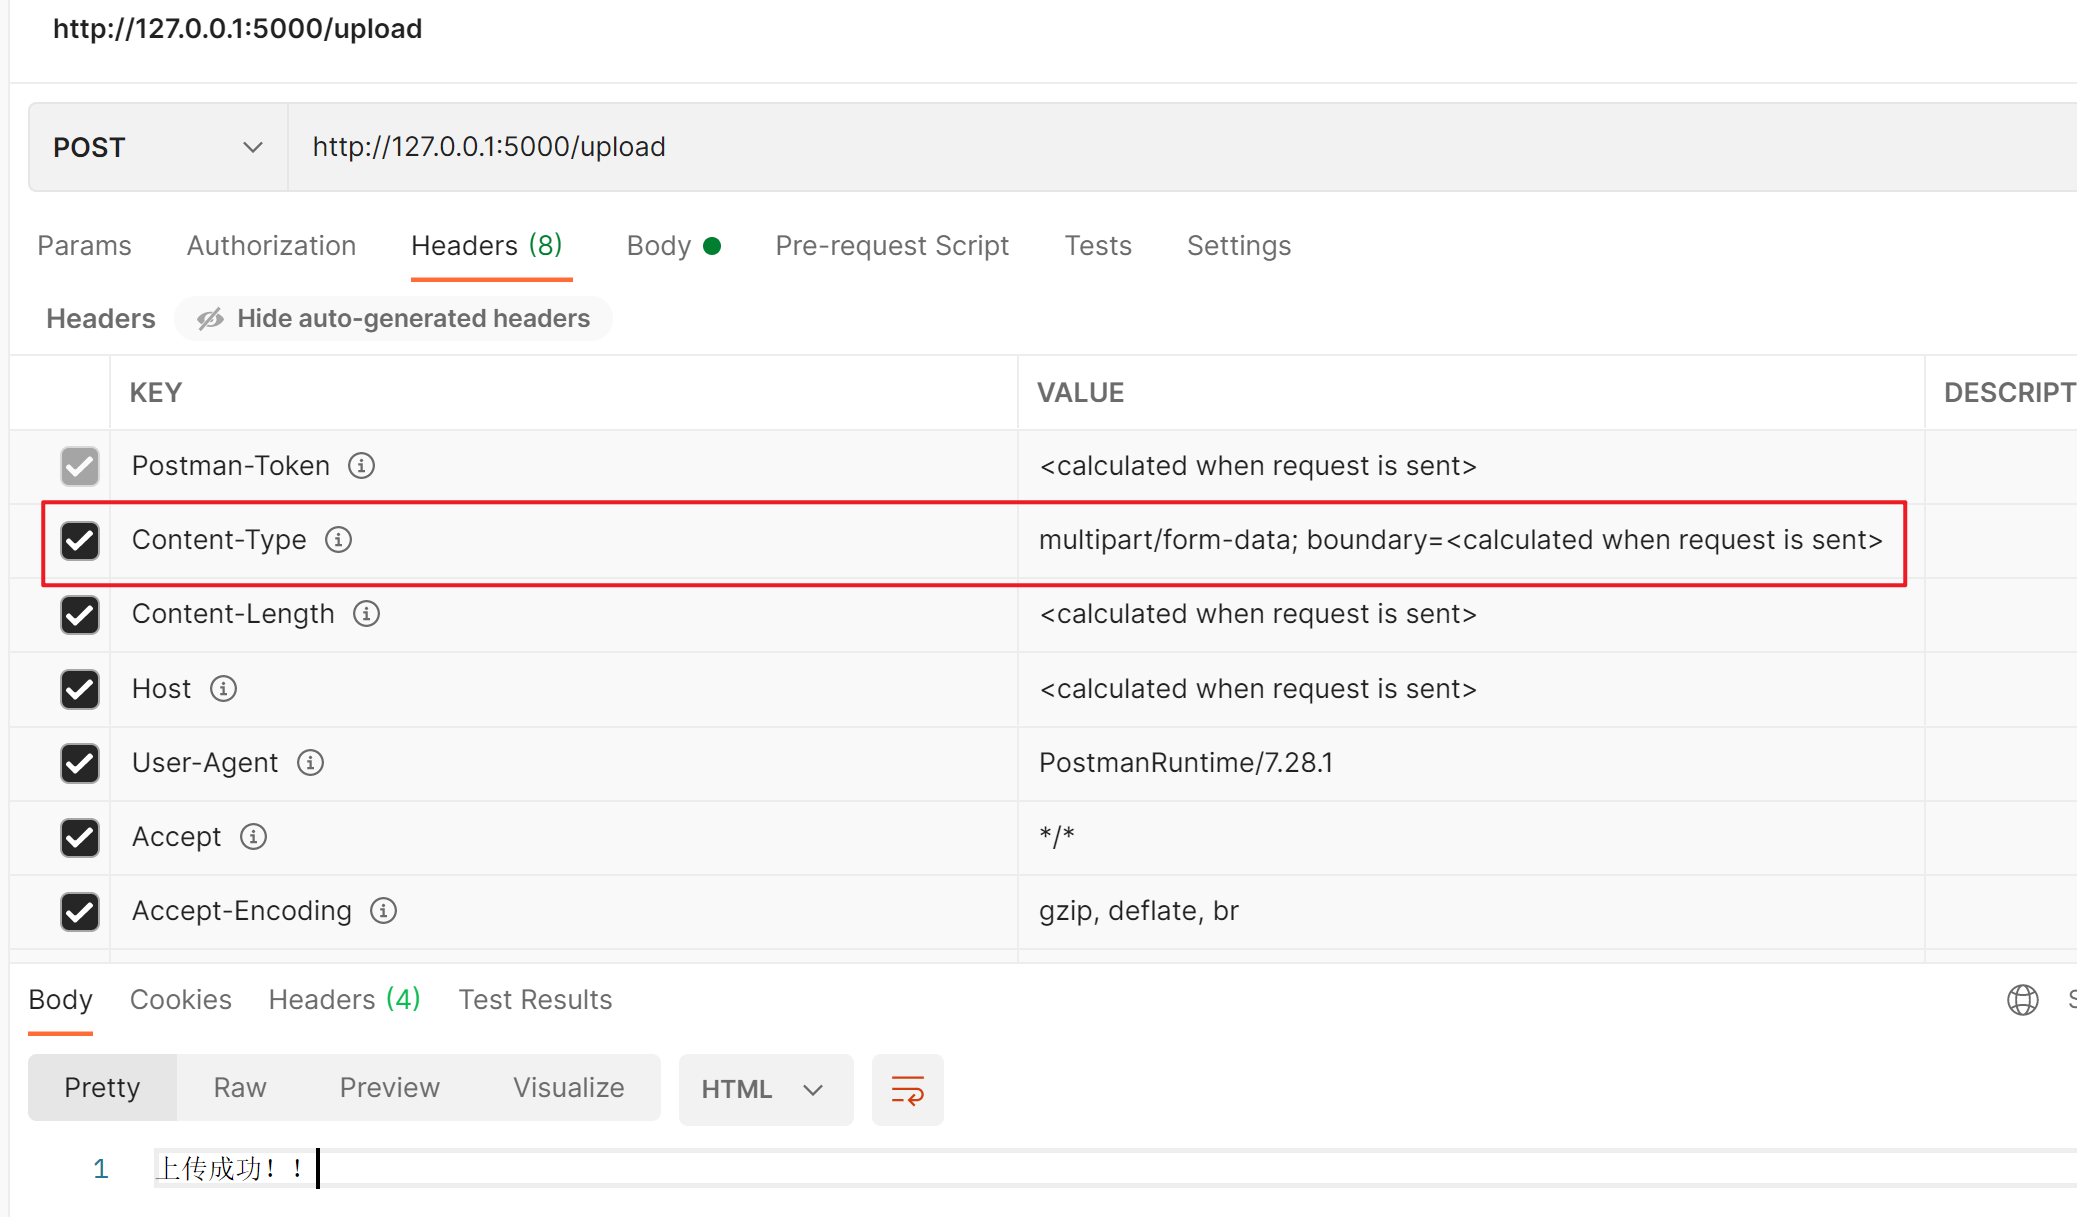 http://127.0.0.1:5000/upload
POST http://127.0.0.1:5000/upload
Params Authorization Headers (8) Body Pre-request Script Tests Settings
Headers Hide auto-generated headers
KEY VALUE DESCRIPT
Postman-Token <calculated when request is sent>
Content-Type multipart/form-data; boundary=<calculated when request is sent>
Content-Length <calculated when request is sent>
Host <calculated when request is sent>
User-Agent PostmanRuntime/7.28.1
Accept */*
Accept-Encoding gzip, deflate, br
Body Cookies Headers (4) Test Results S
Pretty Raw Preview Visualize HTML
1 上传成功！！